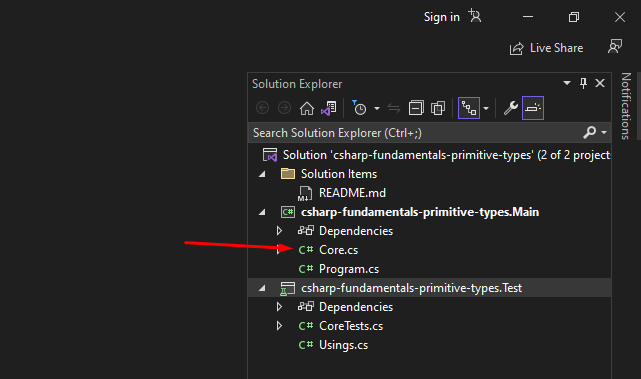 Sign in
Live Share
Solution Explorer
Search Solution Explorer (Ctrl+;)
Solution 'csharp-fundamentals-primitive-types' (2 of 2 project
Solution Items
M↓ README.md
C# csharp-fundamentals-primitive-types.Main
Dependencies
C# Core.cs
C# Program.cs
csharp-fundamentals-primitive-types.Test
Dependencies
C# CoreTests.cs
C# Usings.cs
Notifications